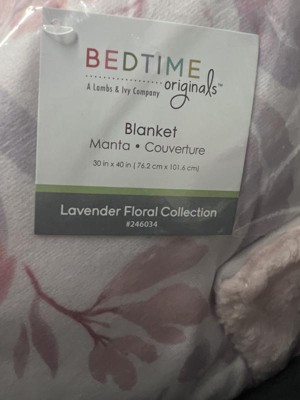 BEDTIME
originals™
A Lambs & Ivy Company
Blanket
Manta • Couverture
30 in x 40 in (76.2 cm x 101.6 cm)
Lavender Floral Collection
#246034